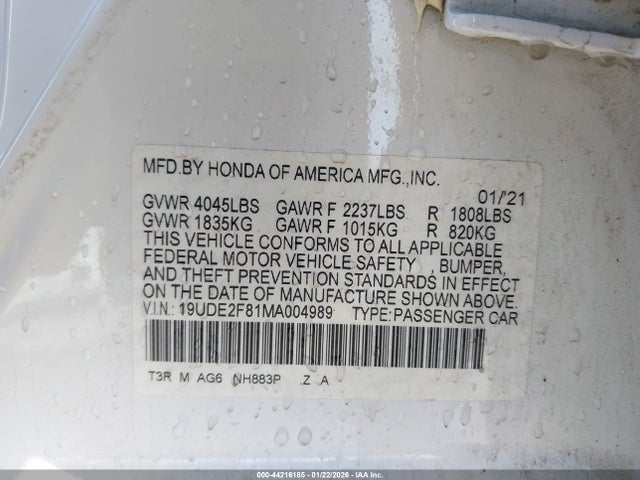 MFD.BY HONDA OF AMERICA MFG.,INC.
01/'21
GVWR 4045LBS GAWR F 2237LBS R 1808LBS
GVWR 1835KG GAWR F 1015KG R 820KG
THIS VEHICLE CONFORMS TO ALL APPLICABLE
FEDERAL MOTOR VEHICLE SAFETY , BUMPER,
AND THEFT PREVENTION STANDARDS IN EFFECT
ON THE DATE OF MANUFACTURE SHOWN ABOVE.
V.I.N.: 19UDE2F81MA004989 TYPE:PASSENGER CAR
T3R M AG6 NH883P .Z .A
000-44216185 - 01/22/2026 - IAA Inc.